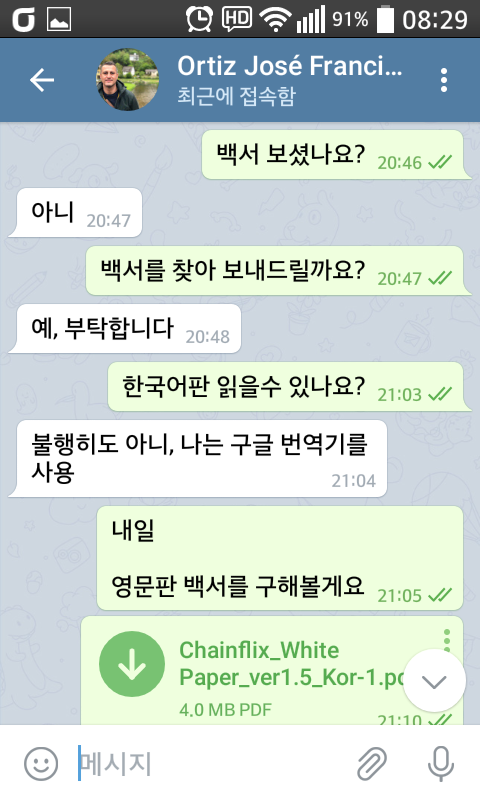 HD 91% 08:29
Ortiz José Franci...
최근에 접속함
백서 보셨나요? 20:46
아니 20:47
백서를 찾아 보내드릴까요? 20:47
예, 부탁합니다 20:48
한국어판 읽을수 있나요? 21:03
불행히도 아니, 나는 구글 번역기를
사용 21:04
내일
영문판 백서를 구해볼게요 21:05
Chainflix_White
Paper_ver1.5_Kor-1.pd
4.0 MB PDF
21:10
메시지